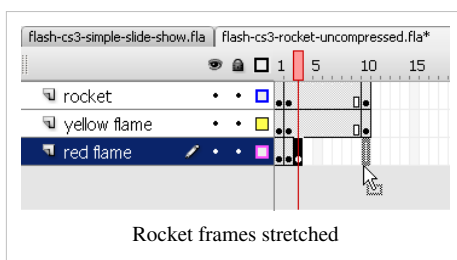 flash-cs3-simple-slide-show.fla flash-cs3-rocket-uncompressed.fla*
1 5 10 15
rocket
yellow flame
red flame
Rocket frames stretched